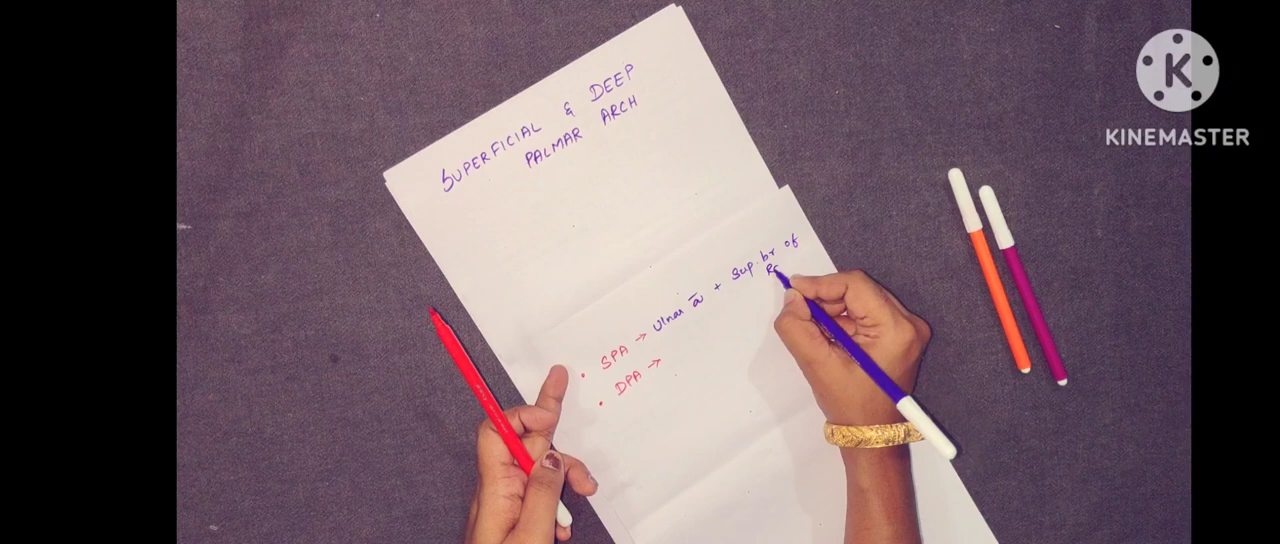 SUPERFICIAL & DEEP
PALMAR ARCH
• SPA → Ulnar a̅ + Sup. br of
• DPA →
KINEMASTER